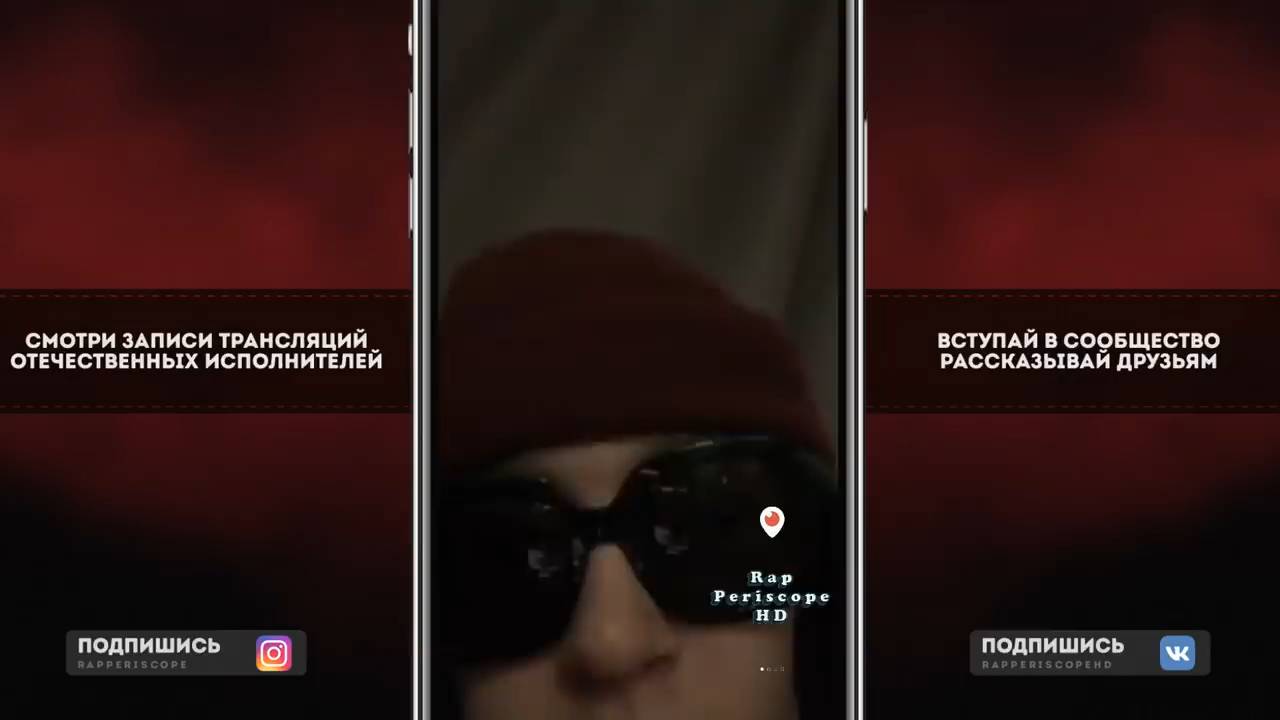 СМОТРИ ЗАПИСИ ТРАНСЛЯЦИЙ
ОТЕЧЕСТВЕННЫХ ИСПОЛНИТЕЛЕЙ
ВСТУПАЙ В СООБЩЕСТВО
РАССКАЗЫВАЙ ДРУЗЬЯМ
Rap
Periscope
HD
ПОДПИШИСЬ
RAPPERISCOPE
ПОДПИШИСЬ
RAPPERISCOPEHD